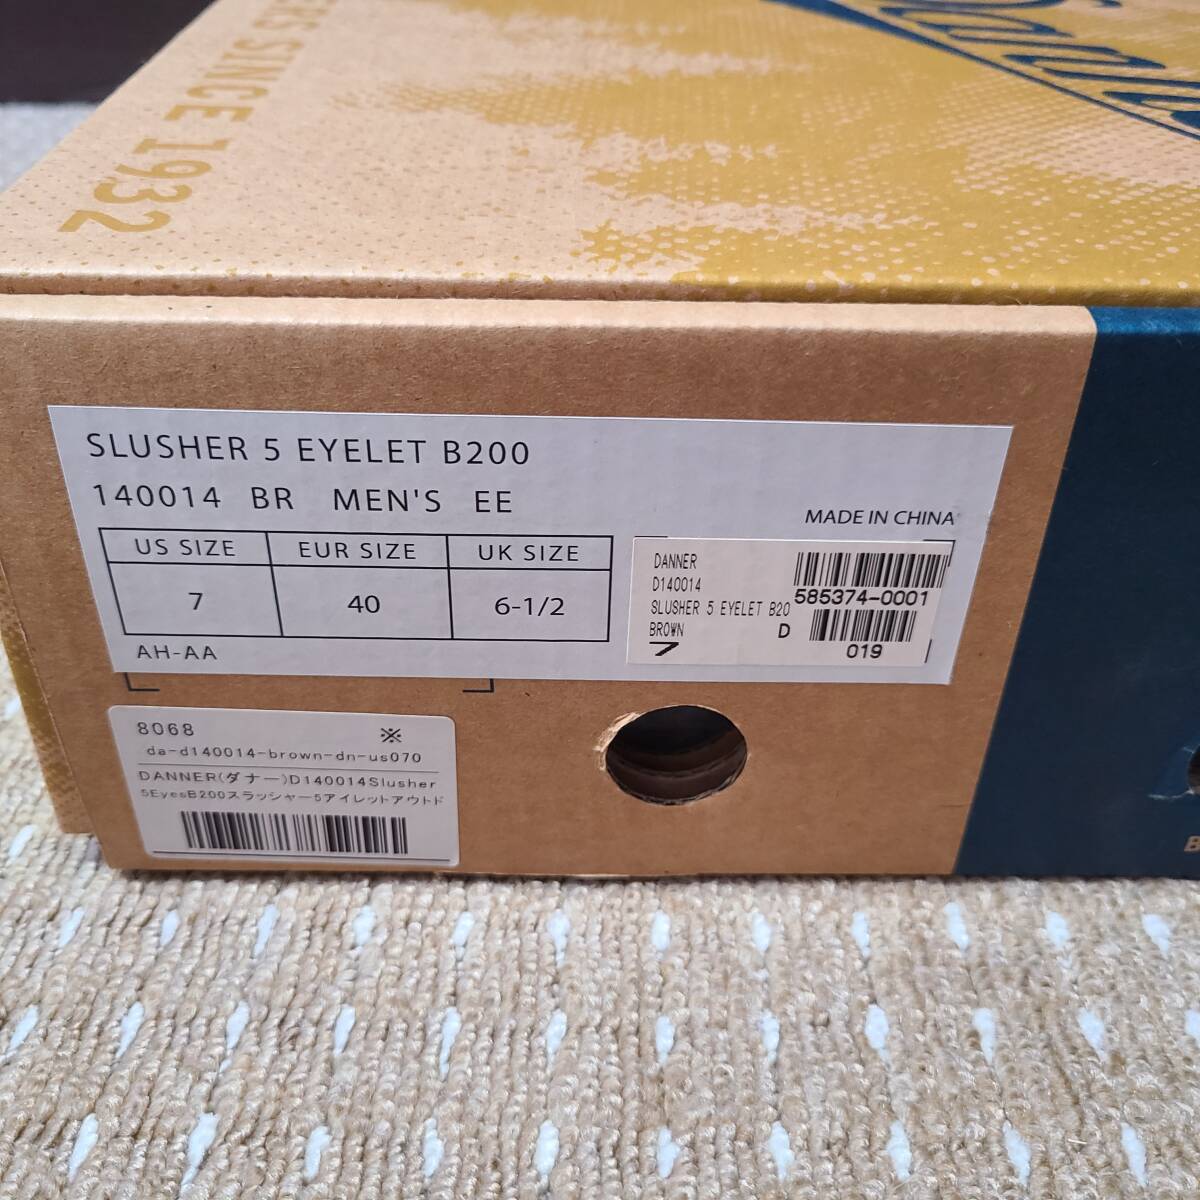 SINCE 1932
SLUSHER 5 EYELET B200
140014 BR MEN'S EE
MADE IN CHINA
US SIZE EUR SIZE UK SIZE
7 40 6-1/2
AH-AA
DANNER
D140014
SLUSHER 5 EYELET B20
585374-0001
BROWN D
7
019
8068 ※
da-d140014-brown-dn-us070
DANNER(ダナー)D140014Slusher
5EyesB200スラッシャー5アイレットアウトド